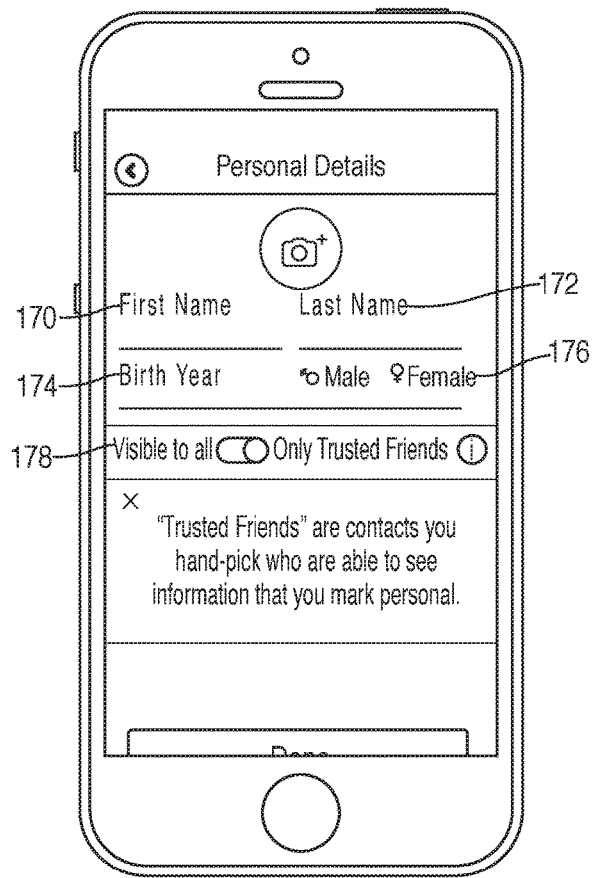 Personal Details
170 First Name Last Name 172
174 Birth Year Male Female 176
178 Visible to all Only Trusted Friends i
"Trusted Friends" are contacts you
hand-pick who are able to see
information that you mark personal.
Done